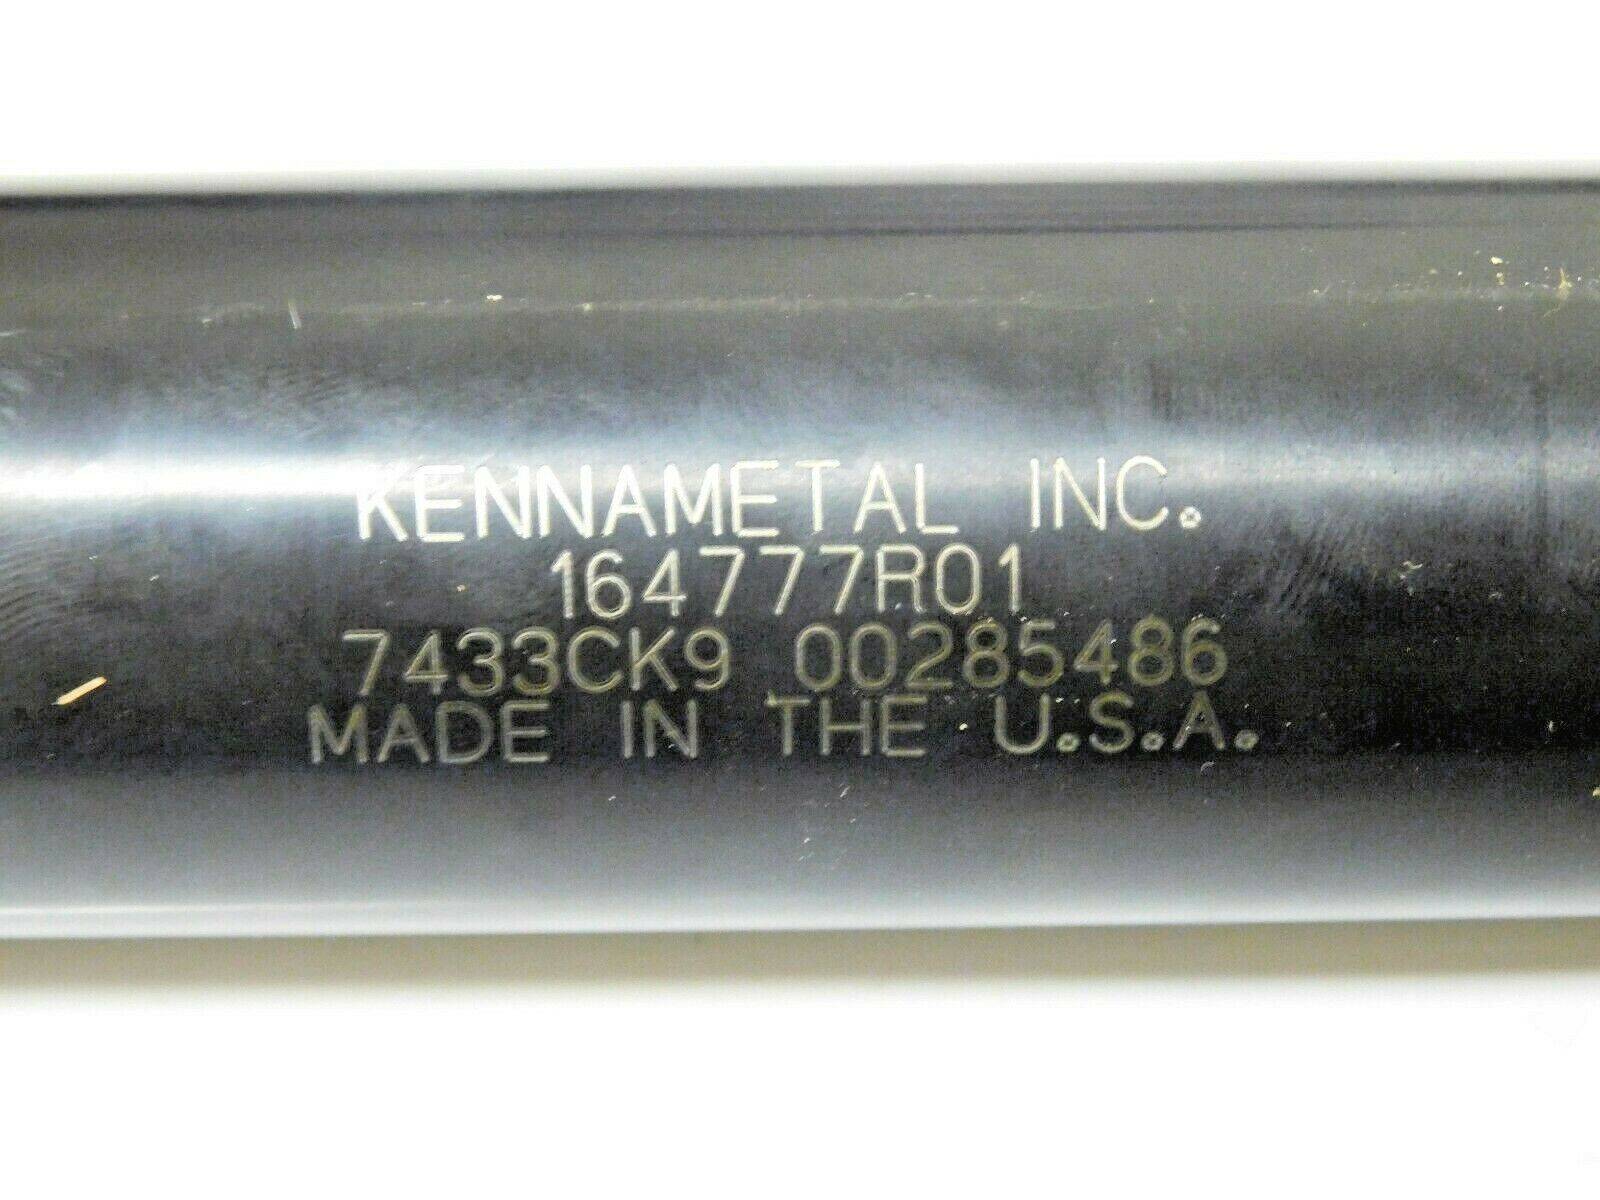 KENNAMETAL INC.
164777R01
7433CK9 00285486
MADE IN THE U.S.A.